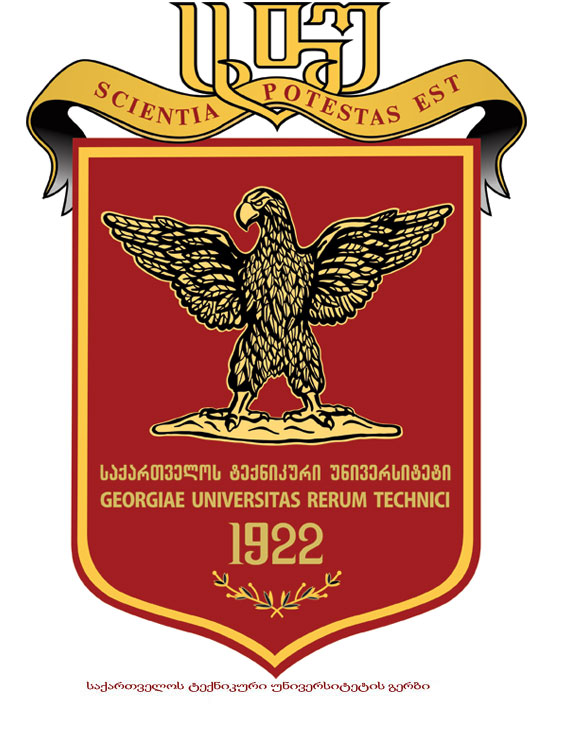 სტუ
SCIENTIA POTESTAS EST
ᲡᲐᲥᲐᲠᲗᲕᲔᲚᲝᲡ ᲢᲔᲥᲜᲘᲙᲣᲠᲘ ᲣᲜᲘᲕᲔᲠᲡᲘᲢᲔᲢᲘ
GEORGIAE UNIVERSITAS RERUM TECHNICI
1922
საქართველოს ტექნიკური უნივერსიტეტის გერბი